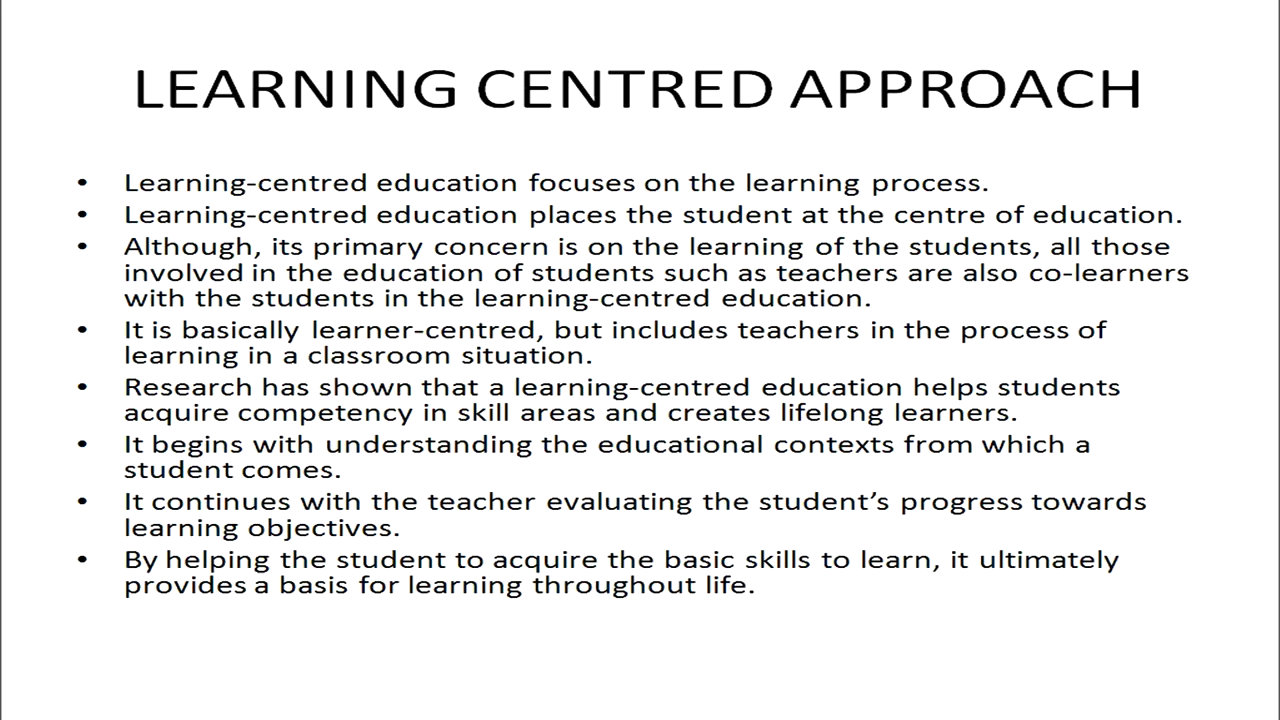 LEARNING CENTRED APPROACH
• Learning-centred education focuses on the learning process.
• Learning-centred education places the student at the centre of education.
• Although, its primary concern is on the learning of the students, all those
involved in the education of students such as teachers are also co-learners
with the students in the learning-centred education.
• It is basically learner-centred, but includes teachers in the process of
learning in a classroom situation.
• Research has shown that a learning-centred education helps students
acquire competency in skill areas and creates lifelong learners.
• It begins with understanding the educational contexts from which a
student comes.
• It continues with the teacher evaluating the student’s progress towards
learning objectives.
• By helping the student to acquire the basic skills to learn, it ultimately
provides a basis for learning throughout life.